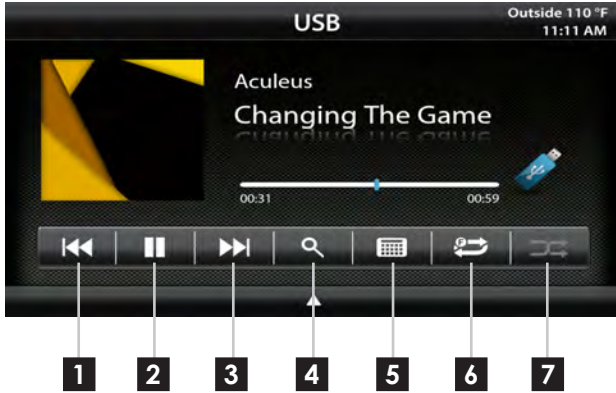 USB
Outside 110 °F
11:11 AM
Aculeus
Changing The Game
00:31
00:59
1
2
3
4
5
6
7